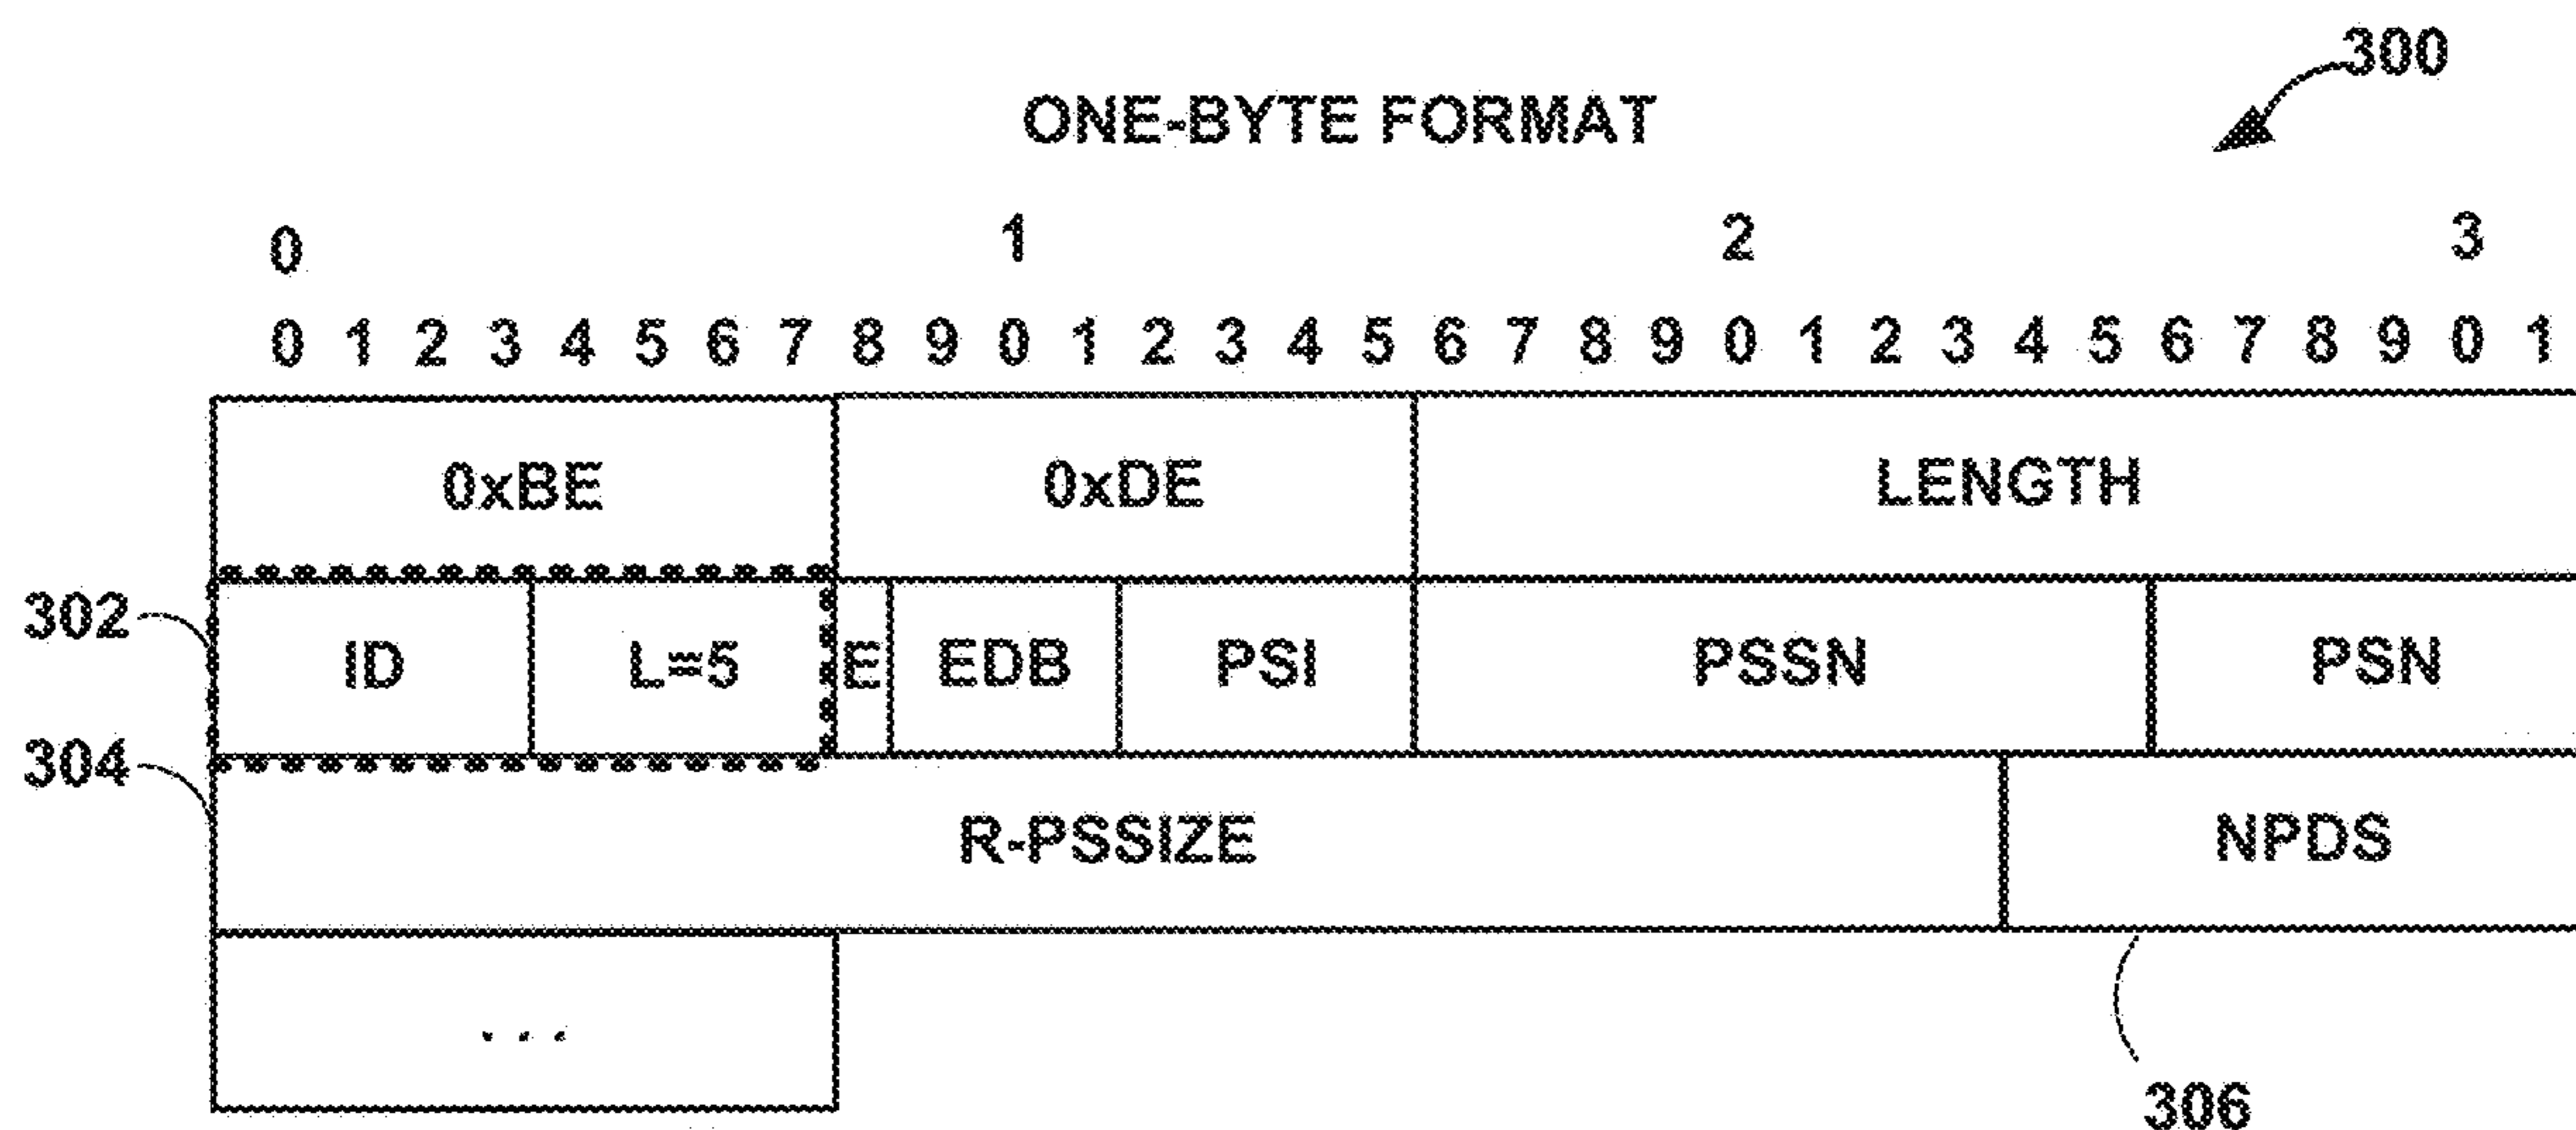 300
ONE-BYTE FORMAT
0 1 2 3
0 1 2 3 4 5 6 7 8 9 0 1 2 3 4 5 6 7 8 9 0 1 2 3 4 5 6 7 8 9 0 1
0xBE 0xDE LENGTH
302 ID L=5 E EDB PSI PSSN PSN
304 R-PSSIZE NPDS
...
306